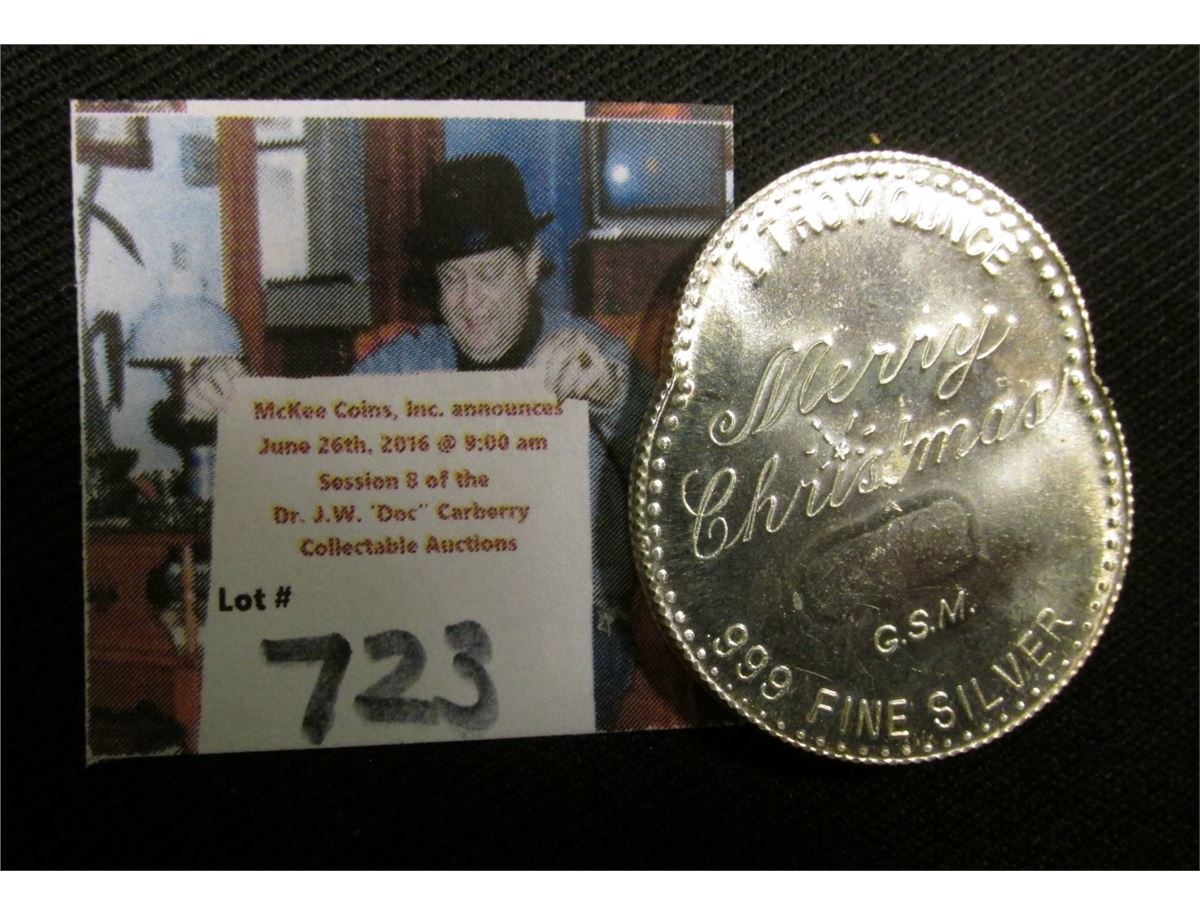 McKee Coins, Inc. announces
June 26th, 2016 @ 9:00 am
Session 8 of the
Dr. J.W. "Doc" Carberry
Collectable Auctions
Lot #
723
1 TROY OUNCE
Merry
Christmas
G.S.M.
.999 FINE SILVER